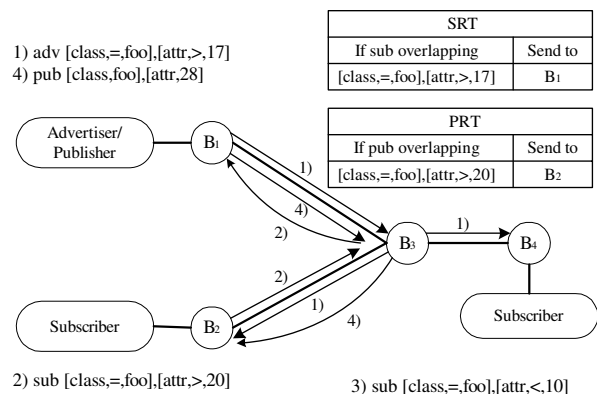 1) adv [class,=,foo],[attr,>,17]
4) pub [class,foo],[attr,28]
SRT
If sub overlapping Send to
[class,=,foo],[attr,>,17] B1
PRT
If pub overlapping Send to
[class,=,foo],[attr,>,20] B2
Advertiser/
Publisher
B1
1)
4)
2)
B3
1)
B4
2)
1)
4)
Subscriber
B2
Subscriber
2) sub [class,=,foo],[attr,>,20]
3) sub [class,=,foo],[attr,<,10]